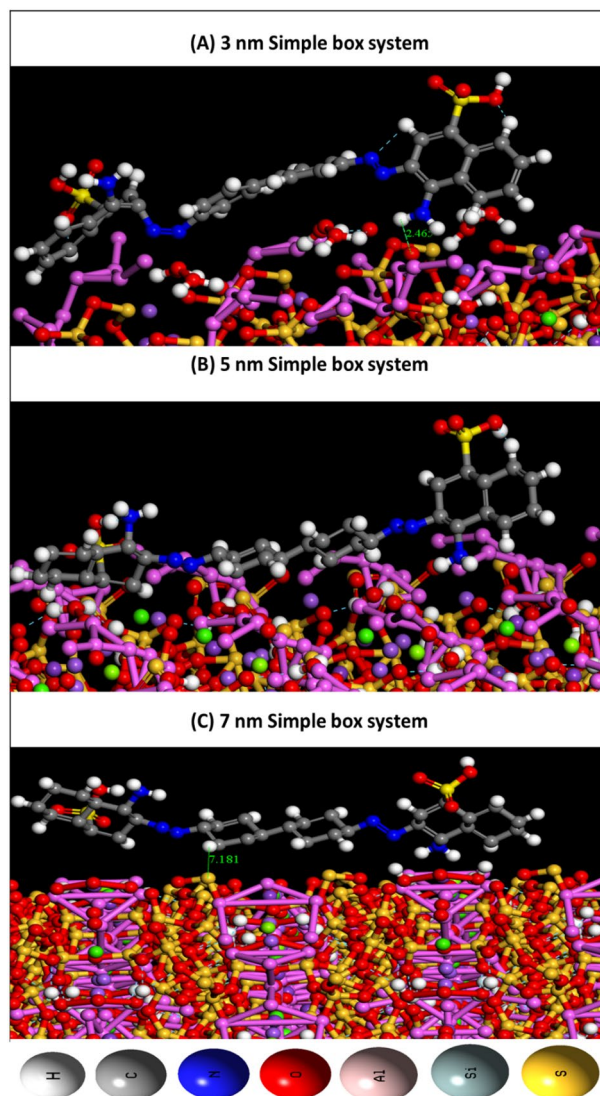 (A) 3 nm Simple box system
2.46
(B) 5 nm Simple box system
(C) 7 nm Simple box system
7.181
H C N O Al Si S